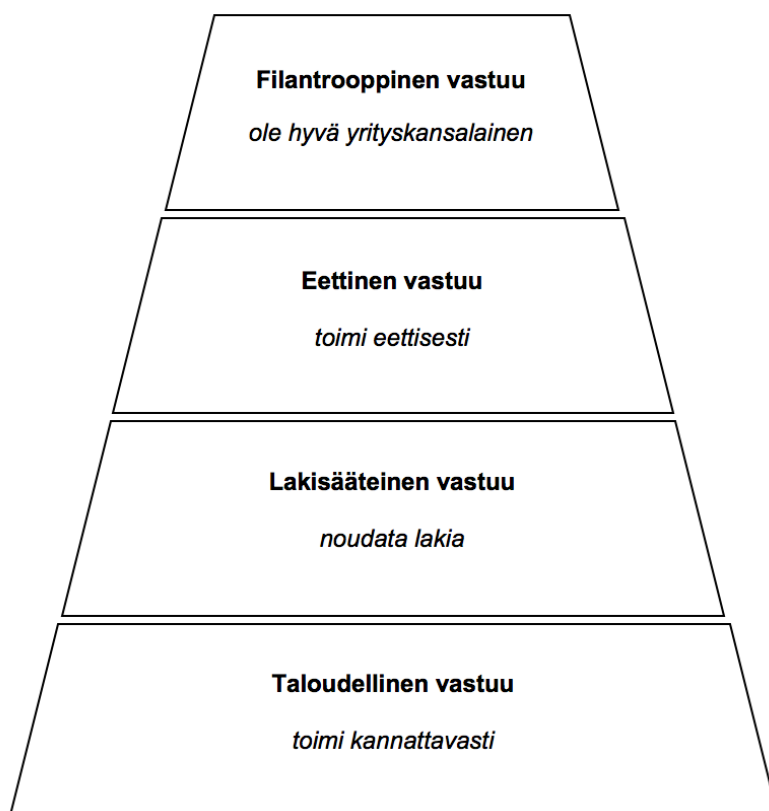 Filantrooppinen vastuu
ole hyvä yrityskansalainen
Eettinen vastuu
toimi eettisesti
Lakisääteinen vastuu
noudata lakia
Taloudellinen vastuu
toimi kannattavasti